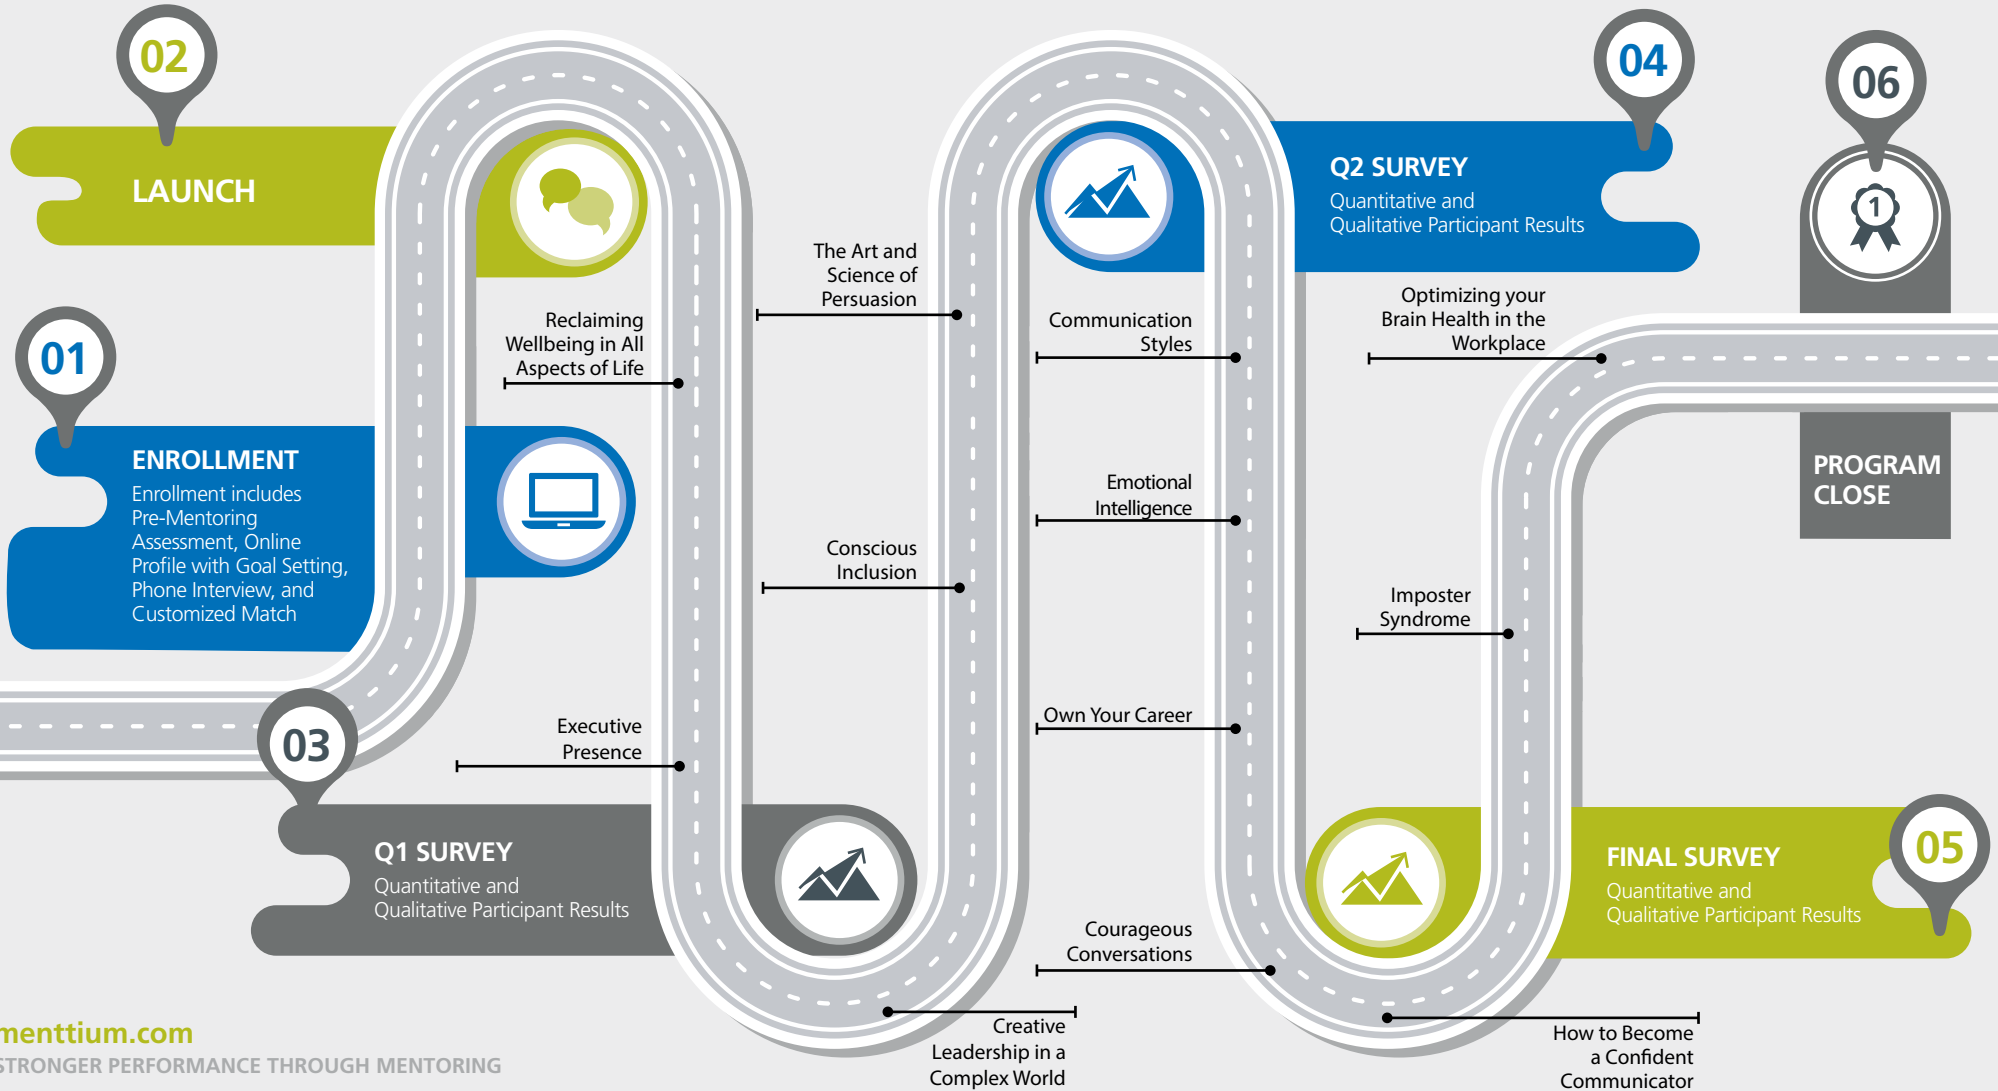 02
LAUNCH
01
ENROLLMENT
Enrollment includes
Pre-Mentoring
Assessment, Online
Profile with Goal Setting,
Phone Interview, and
Customized Match
Reclaiming
Wellbeing in All
Aspects of Life
Executive
Presence
03
Q1 SURVEY
Quantitative and
Qualitative Participant Results
Creative
Leadership in a
Complex World
Conscious
Inclusion
The Art and
Science of
Persuasion
04
Q2 SURVEY
Quantitative and
Qualitative Participant Results
Communication
Styles
Emotional
Intelligence
Own Your Career
Courageous
Conversations
How to Become
a Confident
Communicator
05
FINAL SURVEY
Quantitative and
Qualitative Participant Results
Imposter
Syndrome
Optimizing your
Brain Health in the
Workplace
06
1
PROGRAM
CLOSE
menttium.com
STRONGER PERFORMANCE THROUGH MENTORING